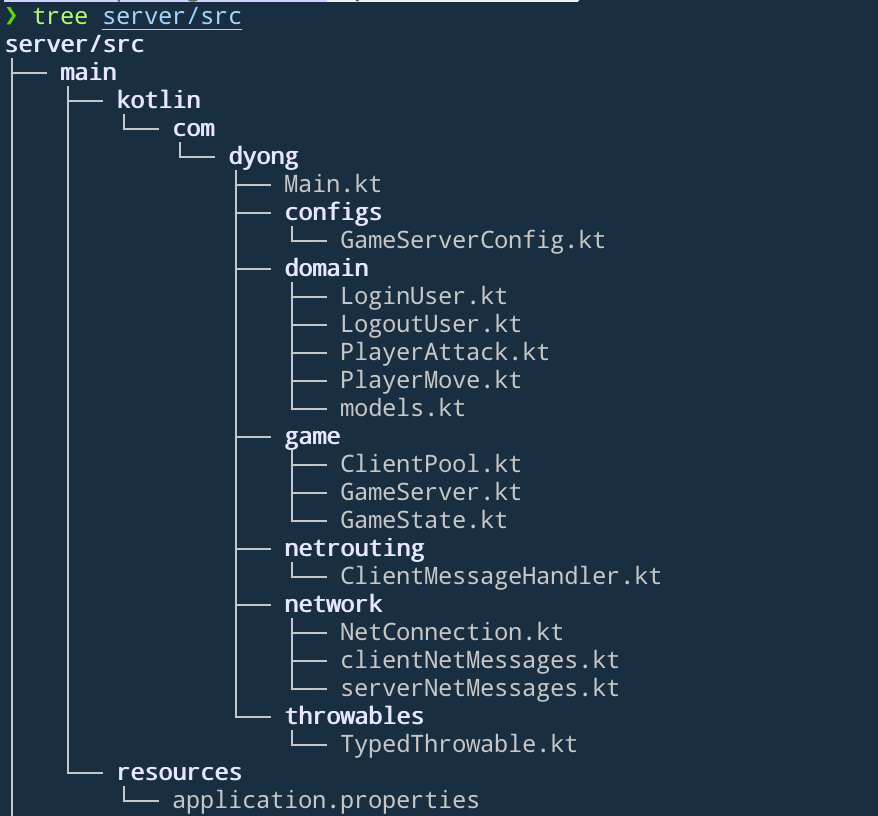 ❯ tree server/src
server/src
├── main
│   ├── kotlin
│   │   └── com
│   │       └── dyong
│   │           ├── Main.kt
│   │           ├── configs
│   │           │   └── GameServerConfig.kt
│   │           ├── domain
│   │           │   ├── LoginUser.kt
│   │           │   ├── LogoutUser.kt
│   │           │   ├── PlayerAttack.kt
│   │           │   ├── PlayerMove.kt
│   │           │   └── models.kt
│   │           ├── game
│   │           │   ├── ClientPool.kt
│   │           │   ├── GameServer.kt
│   │           │   └── GameState.kt
│   │           ├── netrouting
│   │           │   └── ClientMessageHandler.kt
│   │           ├── network
│   │           │   ├── NetConnection.kt
│   │           │   ├── clientNetMessages.kt
│   │           │   └── serverNetMessages.kt
│   │           └── throwables
│   │               └── TypedThrowable.kt
│   └── resources
│       └── application.properties